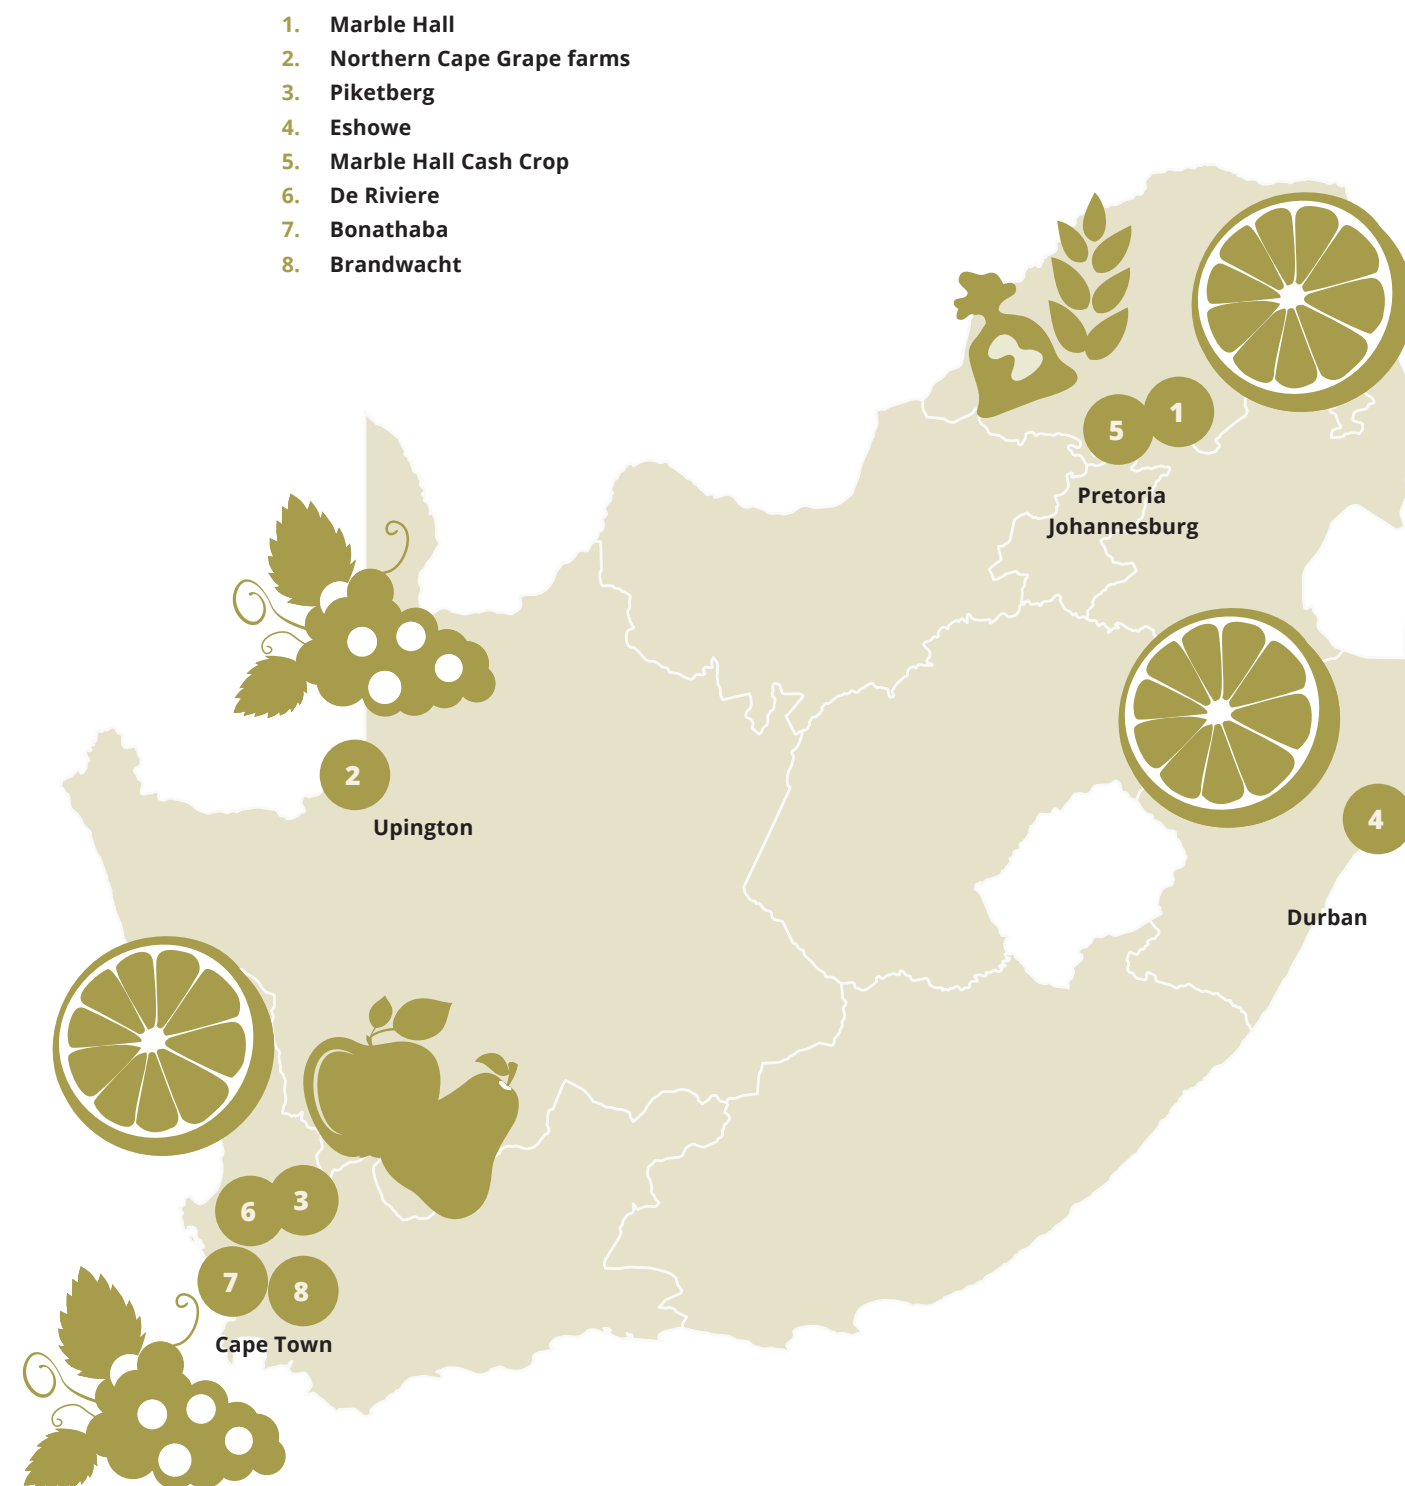 1. Marble Hall
2. Northern Cape Grape farms
3. Piketberg
4. Eshowe
5. Marble Hall Cash Crop
6. De Riviere
7. Bonathaba
8. Brandwacht
1
5
Pretoria
Johannesburg
2
Upington
4
Durban
3
6
7
8
Cape Town